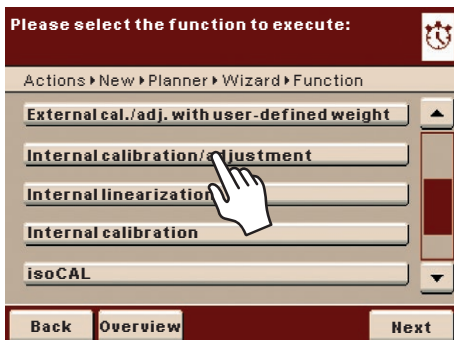 Please select the function to execute:
Actions▸New▸Planner▸Wizard▸Function
External cal./adj. with user-defined weight
Internal calibration/adjustment
Internal linearization
Internal calibration
isoCAL
Back Overview Next